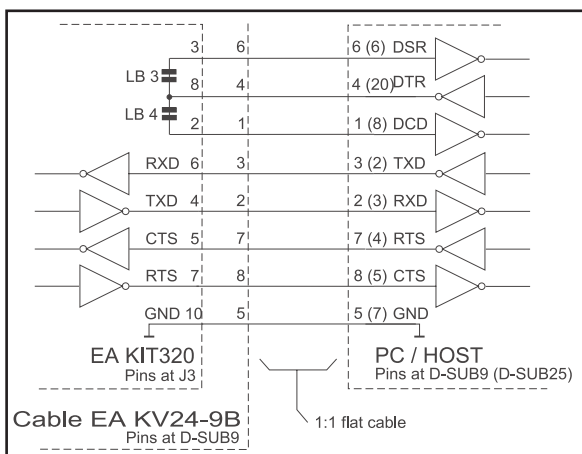 3 6 6 (6) DSR
LB 3
8 4 4 (20) DTR
LB 4
2 1 1 (8) DCD
RXD 6 3 3 (2) TXD
TXD 4 2 2 (3) RXD
CTS 5 7 7 (4) RTS
RTS 7 8 8 (5) CTS
GND 10 5 5 (7) GND
EA KIT320
Pins at J3
PC / HOST
Pins at D-SUB9 (D-SUB25)
Cable EA KV24-9B
Pins at D-SUB9
1:1 flat cable